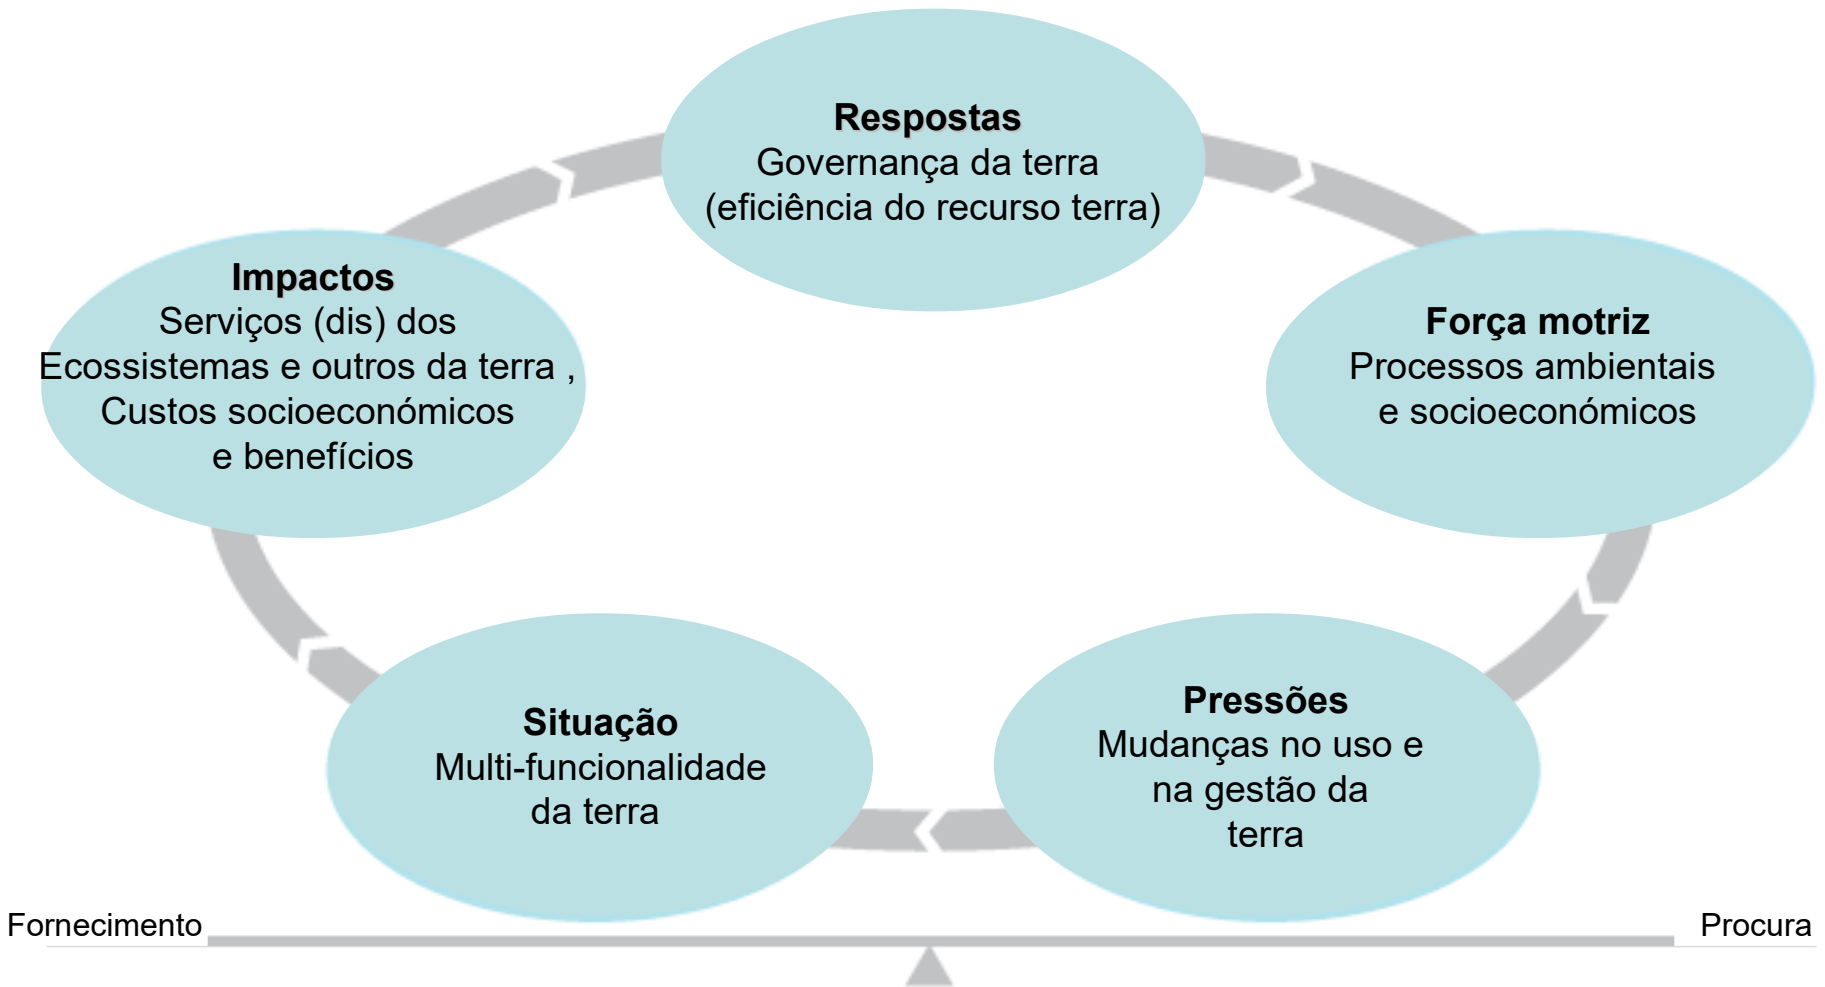 Respostas
Governança da terra
(eficiência do recurso terra)
Impactos
Serviços (dis) dos
Ecossistemas e outros da terra ,
Custos socioeconómicos
e benefícios
Força motriz
Processos ambientais
e socioeconómicos
Situação
Multi-funcionalidade
da terra
Pressões
Mudanças no uso e
na gestão da
terra
Fornecimento
Procura